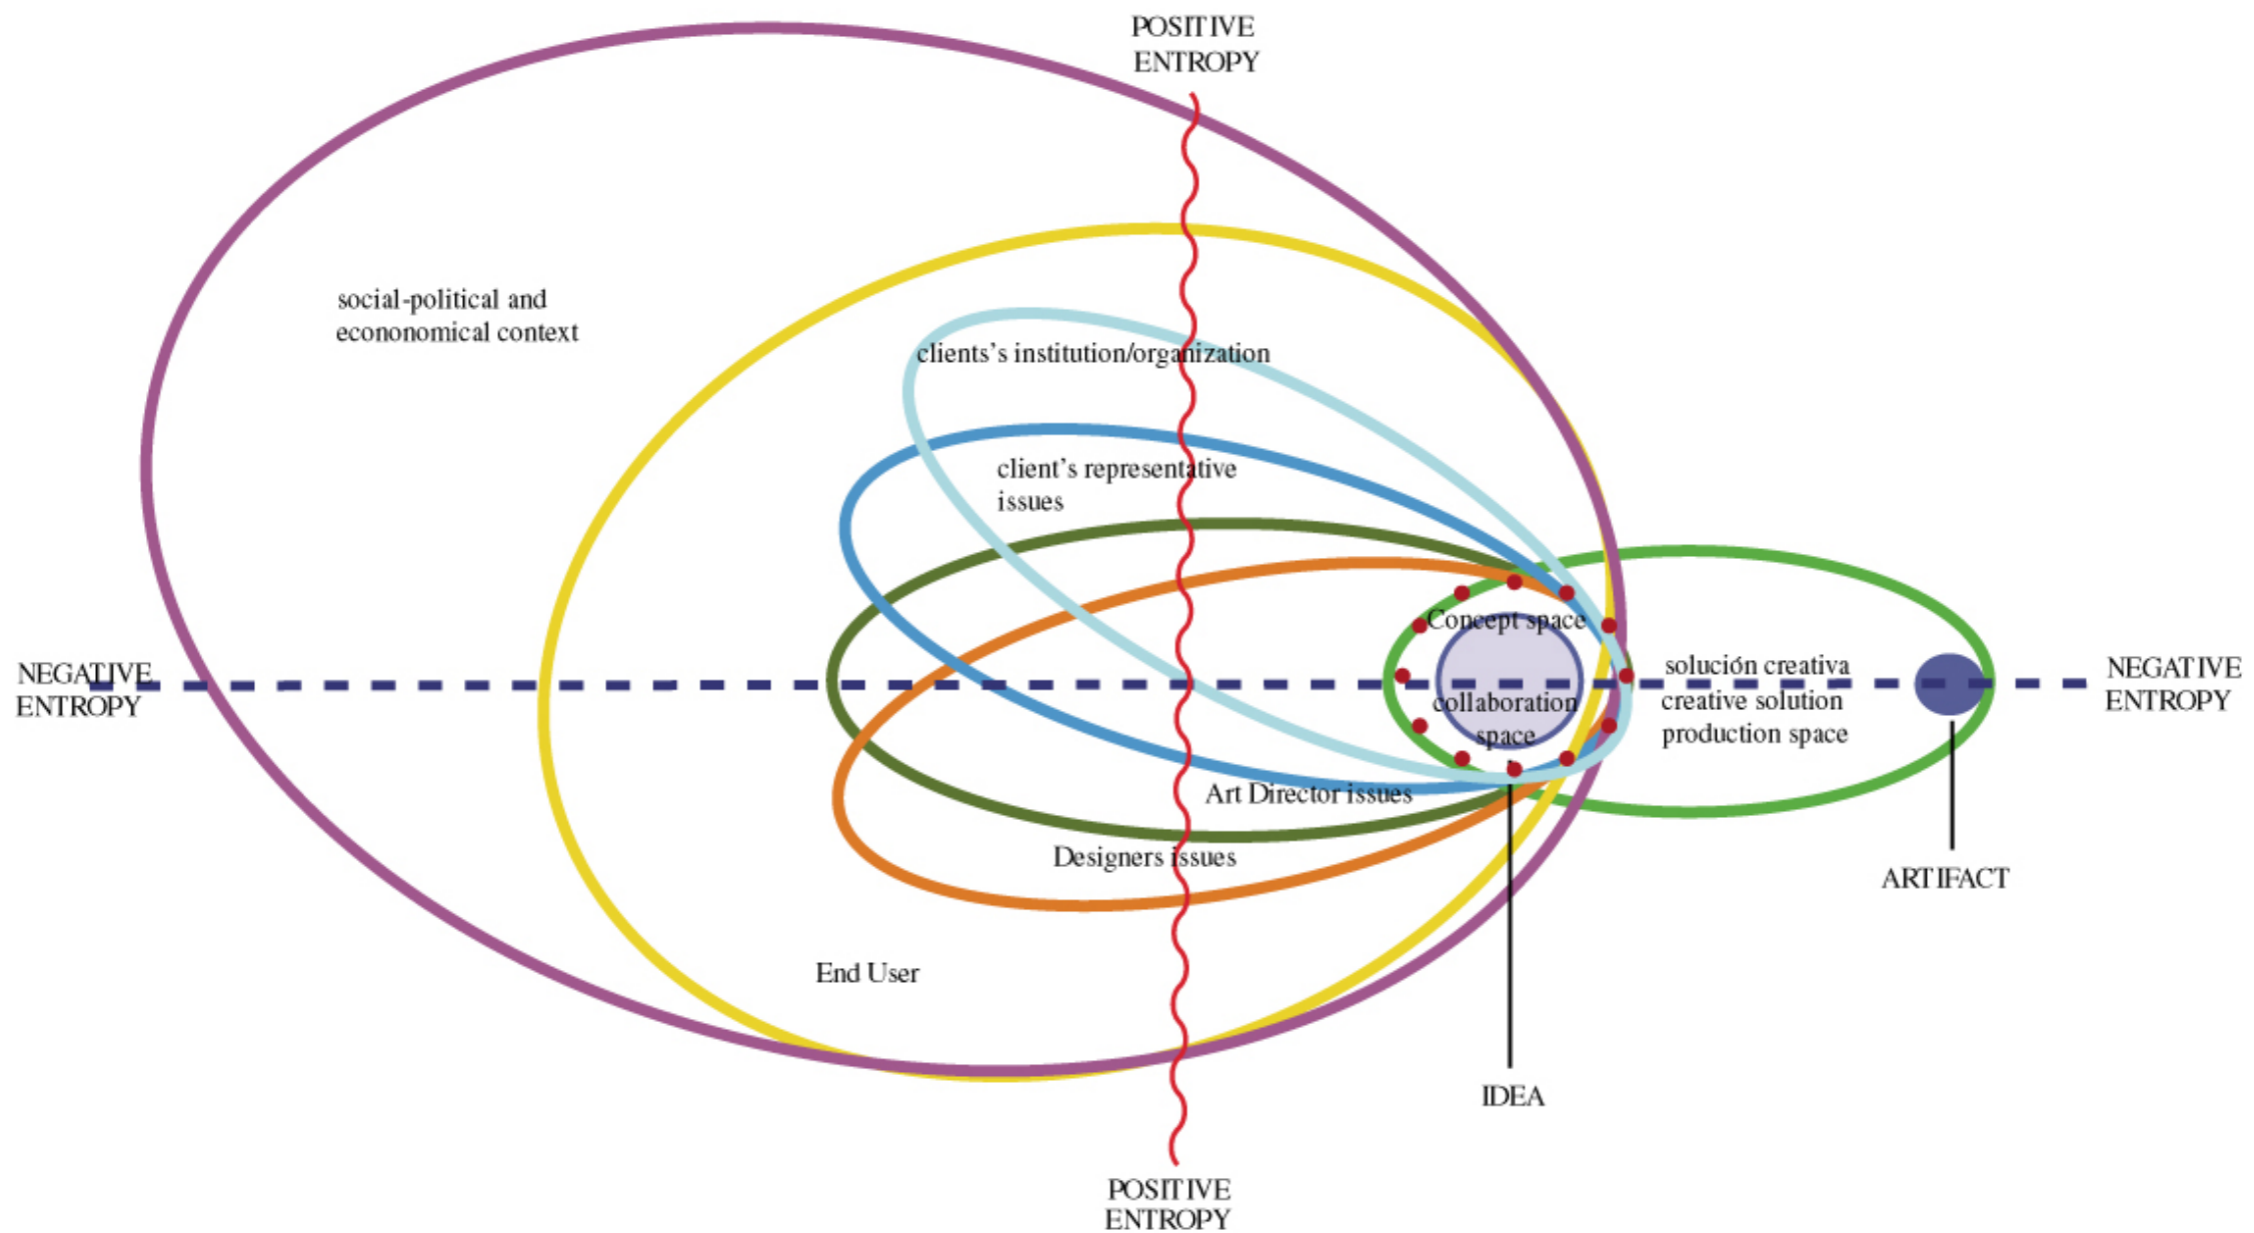 POSITIVE
ENTROPY
social-political and
econonomical context
clients's institution/organization
client's representative
issues
Concept space
collaboration
space
solución creativa
creative solution
production space
NEGATIVE
ENTROPY
NEGATIVE
ENTROPY
Art Director issues
Designers issues
ARTIFACT
End User
IDEA
POSITIVE
ENTROPY